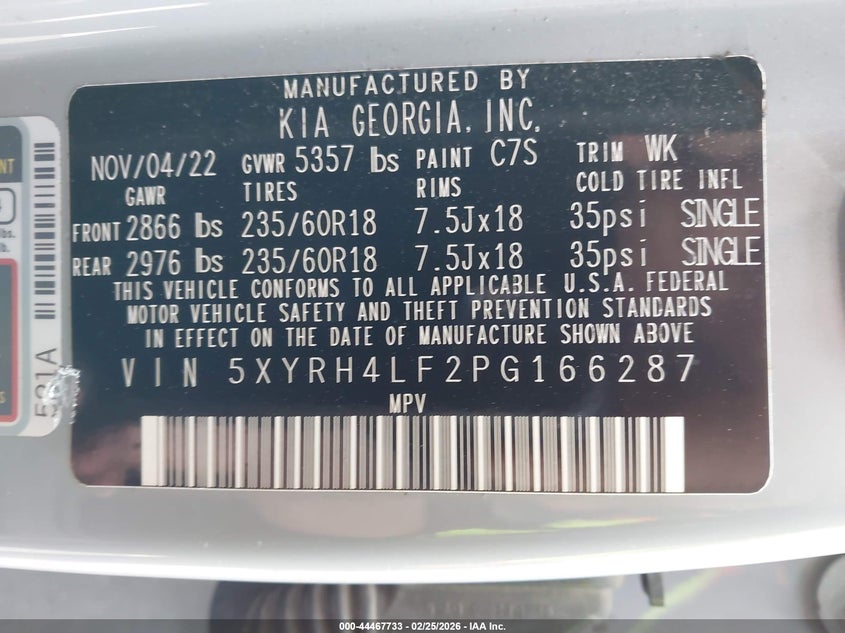 MANUFACTURED BY
KIA GEORGIA, INC.
NOV/04/22 GVWR 5357 lbs PAINT C7S TRIM WK
GAWR TIRES RIMS COLD TIRE INFL
FRONT 2866 lbs 235/60R18 7.5Jx18 35psi SINGLE
REAR 2976 lbs 235/60R18 7.5Jx18 35psi SINGLE
THIS VEHICLE CONFORMS TO ALL APPLICABLE U.S.A. FEDERAL
MOTOR VEHICLE SAFETY AND THEFT PREVENTION STANDARDS
IN EFFECT ON THE DATE OF MANUFACTURE SHOWN ABOVE
VIN 5XYRH4LF2PG166287
MPV
000-44467733 - 02/25/2026 - IAA Inc.